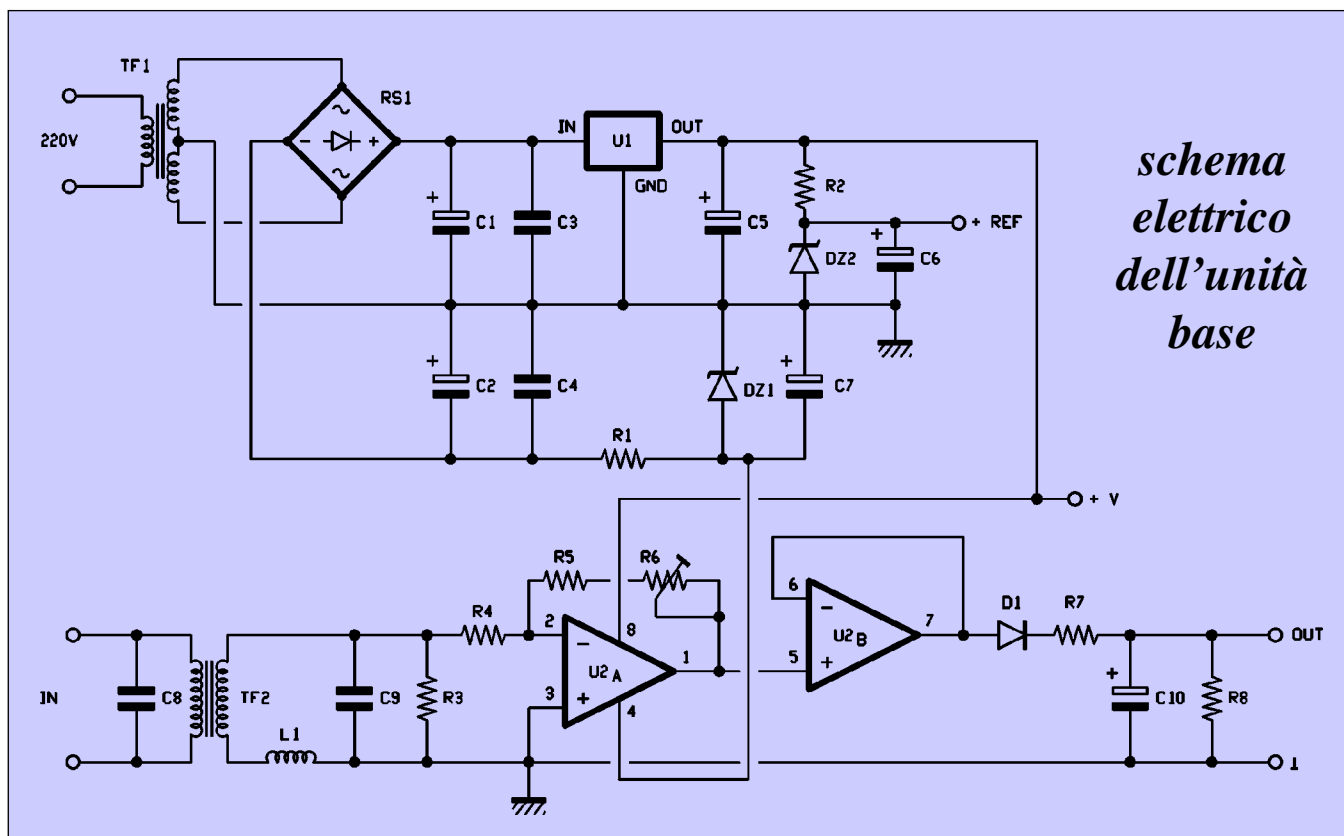 TF1
RS1
220V
~
- +
~
IN
U1
OUT
GND
+
C1
C3
+
C5
R2
DZ2
+
C6
+ REF
+
C2
C4
R1
DZ1
+
C7
schema
elettrico
dell'unità
base
+ V
IN
C8
TF2
L1
C9
R3
R4
R5
R6
2
-
8
U2A
1
3
+
4
6
-
7
U2B
5
+
D1
R7
+
C10
R8
OUT
⊥